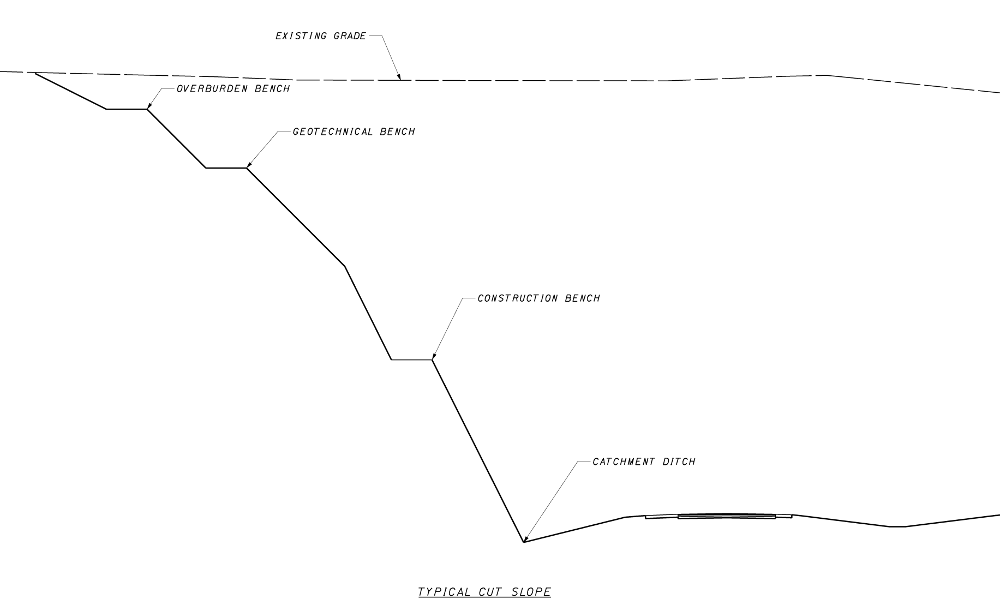 EXISTING GRADE
OVERBURDEN BENCH
GEOTECHNICAL BENCH
CONSTRUCTION BENCH
CATCHMENT DITCH
TYPICAL CUT SLOPE